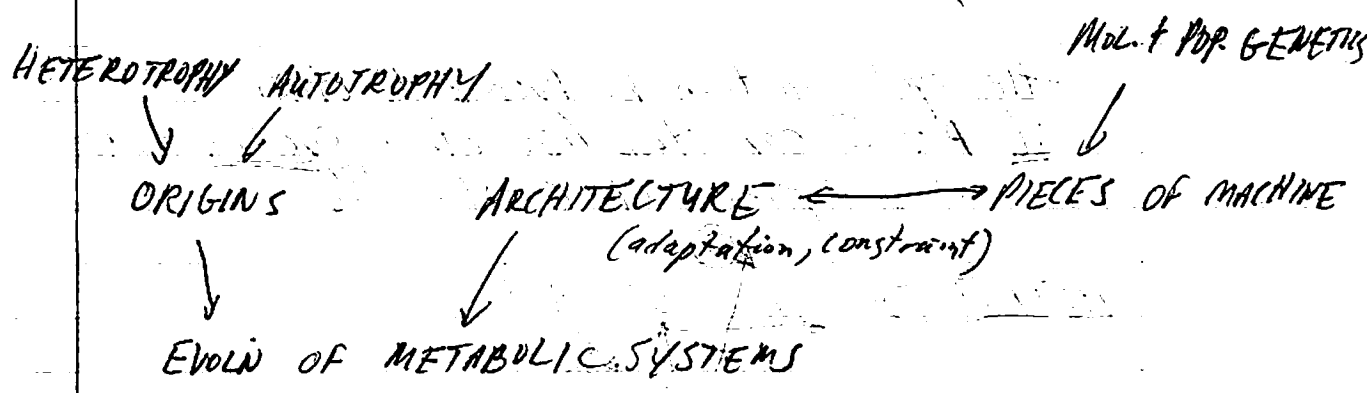 MOL. & POP. GENETICS
HETEROTROPHY AUTOTROPHY
ORIGINS ARCHITECTURE PIECES OF MACHINE
(adaptation, constraint)
EVOL'N OF METABOLIC SYSTEMS